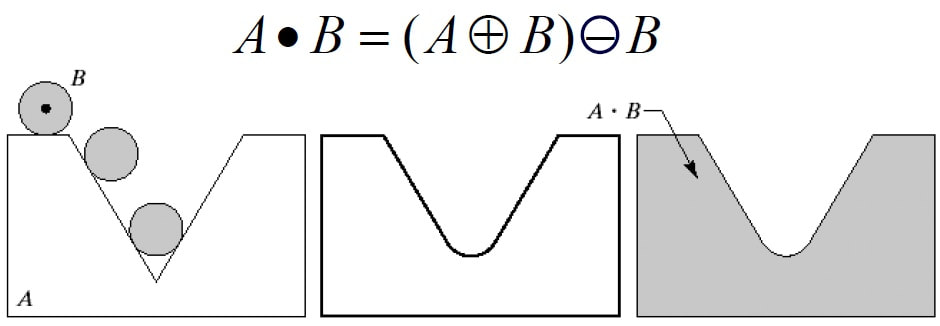 A • B = (A ⊕ B) ⊖ B
B
A · B
A